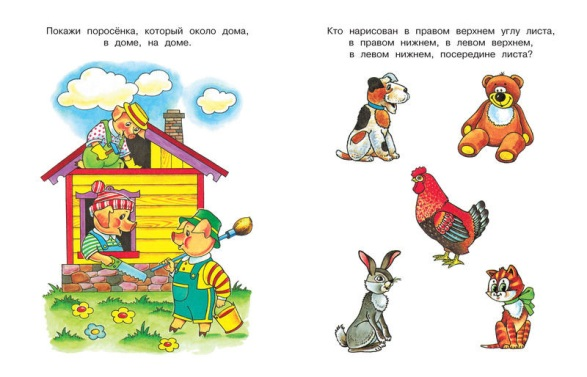 Покажи поросёнка, который около дома,
в доме, на доме.
Кто нарисован в правом верхнем углу листа,
в правом нижнем, в левом верхнем,
в левом нижнем, посередине листа?